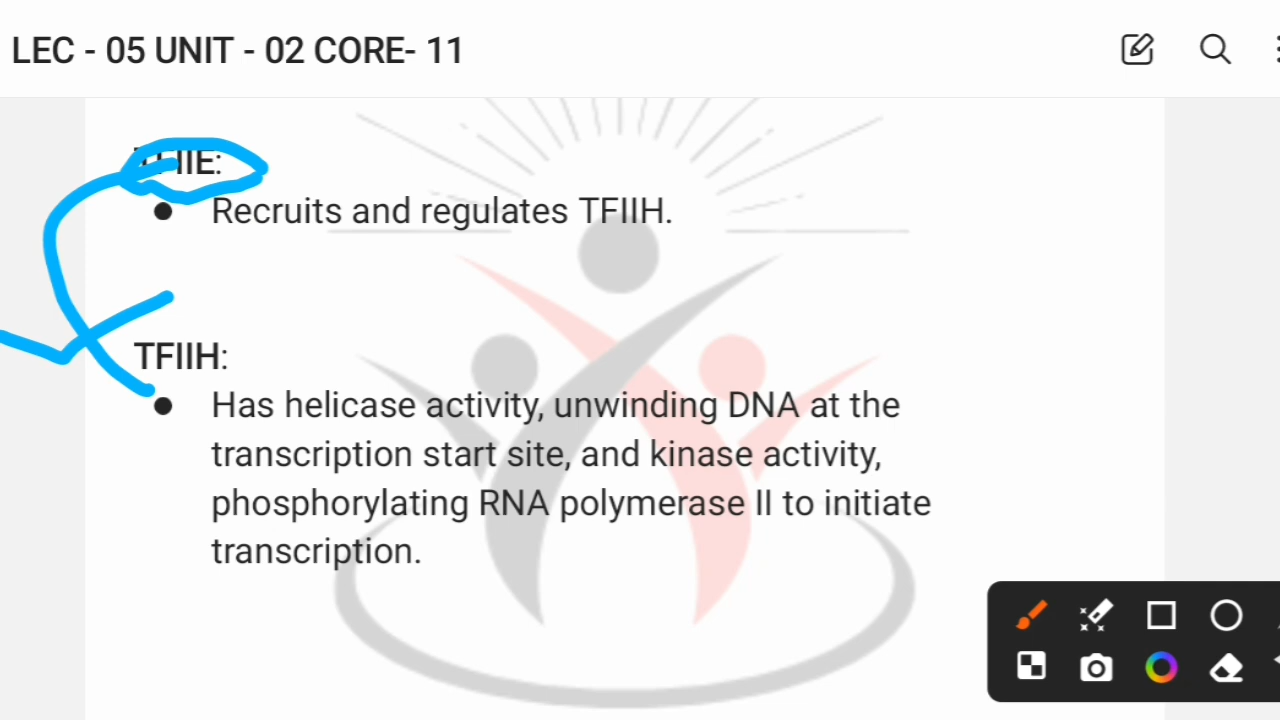 LEC - 05 UNIT - 02 CORE- 11
TFIIE:
● Recruits and regulates TFIIH.
TFIIH:
● Has helicase activity, unwinding DNA at the
transcription start site, and kinase activity,
phosphorylating RNA polymerase II to initiate
transcription.